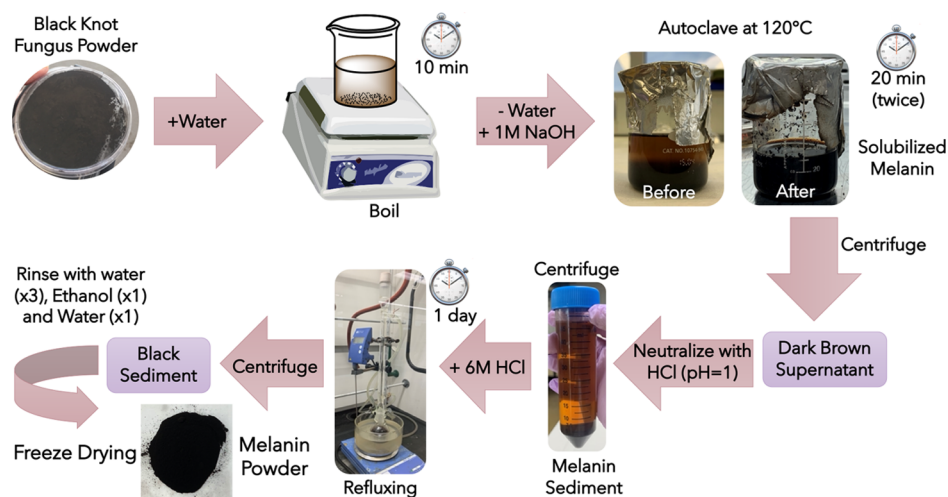 Black Knot
Fungus Powder
+Water
10 min
Boil
- Water
+ 1M NaOH
Autoclave at 120°C
Before
After
20 min
(twice)
Solubilized
Melanin
Centrifuge
Dark Brown
Supernatant
Neutralize with
HCl (pH=1)
Centrifuge
Melanin
Sediment
1 day
+ 6M HCl
Refluxing
Centrifuge
Black
Sediment
Rinse with water
(x3), Ethanol (x1)
and Water (x1)
Freeze Drying
Melanin
Powder